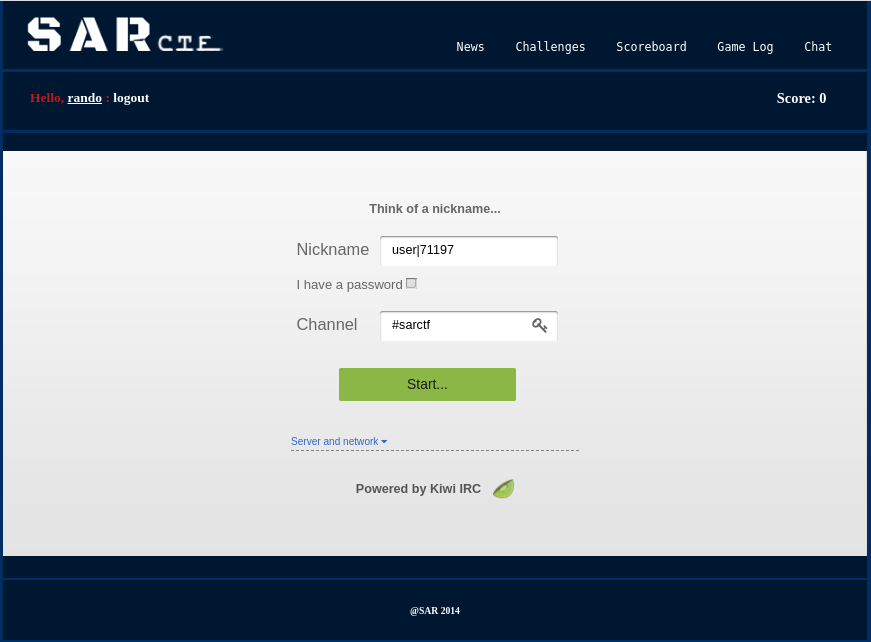 SAR CTF
News Challenges Scoreboard Game Log Chat
Hello, rando : logout
Score: 0
Think of a nickname...
Nickname user|71197
I have a password
Channel #sarctf
Start...
Server and network
Powered by Kiwi IRC
@SAR 2014